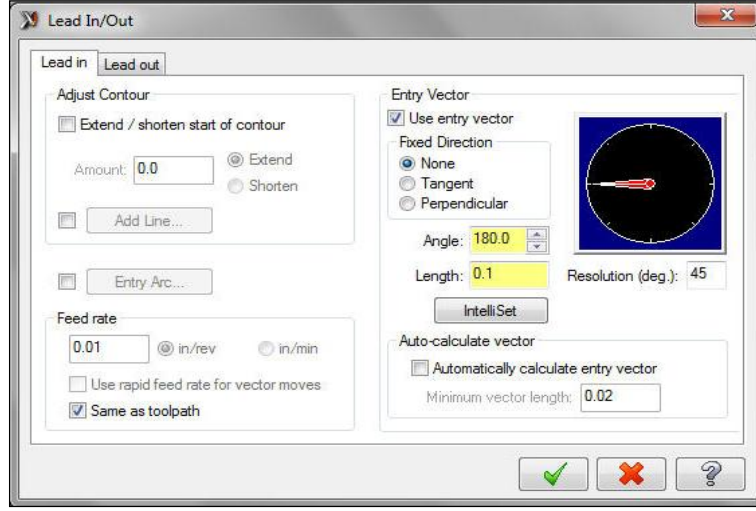 Lead In/Out
Lead in
Lead out
Adjust Contour
Extend / shorten start of contour
Amount: 0.0
Extend
Shorten
Add Line...
Entry Arc...
Feed rate
0.01
in/rev
in/min
Use rapid feed rate for vector moves
Same as toolpath
Entry Vector
Use entry vector
Fixed Direction
None
Tangent
Perpendicular
Angle: 180.0
Length: 0.1
Resolution (deg.): 45
IntelliSet
Auto-calculate vector
Automatically calculate entry vector
Minimum vector length: 0.02